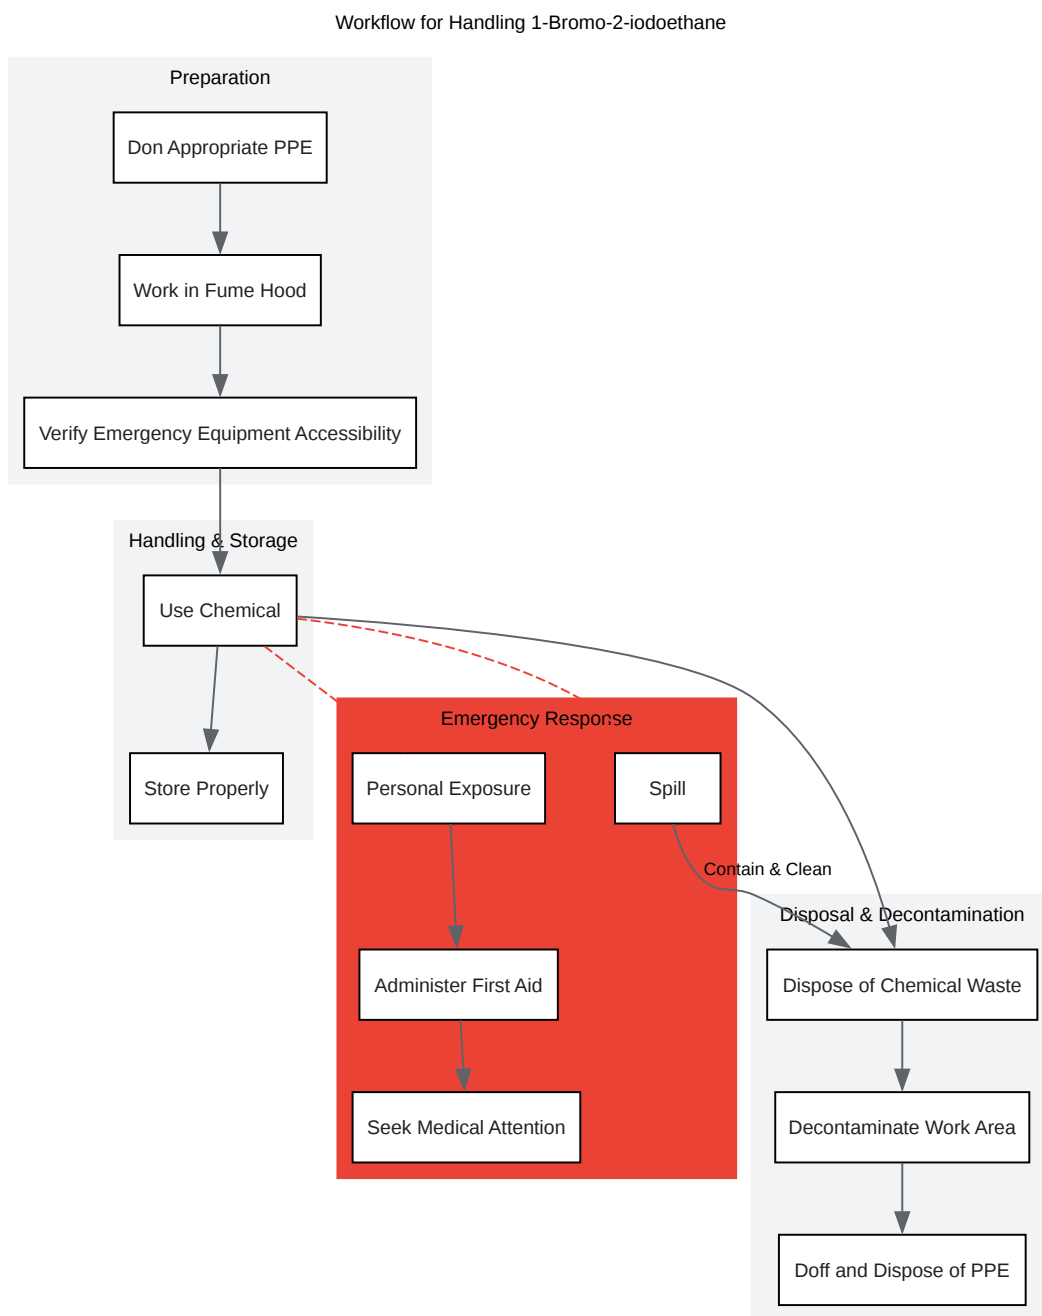 Workflow for Handling 1-Bromo-2-iodoethane
Preparation
Don Appropriate PPE
Work in Fume Hood
Verify Emergency Equipment Accessibility
Handling & Storage
Use Chemical
Store Properly
Emergency Response
Personal Exposure
Spill
Contain & Clean
Administer First Aid
Seek Medical Attention
Disposal & Decontamination
Dispose of Chemical Waste
Decontaminate Work Area
Doff and Dispose of PPE